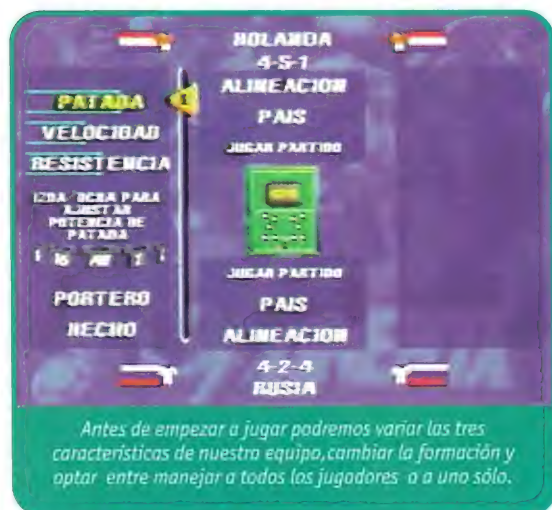 HOLANDA
4-5-1
ALINEACION
PAIS
JUGAR PARTIDO
PATADA
1
VELOCIDAD
RESISTENCIA
IZDA/DCHA PARA
AJUSTAR
POTENCIA DE
PATADA
PORTERO
HECHO
JUGAR PARTIDO
PAIS
ALINEACION
4-2-4
RUSIA
Antes de empezar a jugar podremos variar las tres
características de nuestro equipo, cambiar la formación y
optar entre manejar a todos los jugadores o a uno sólo.